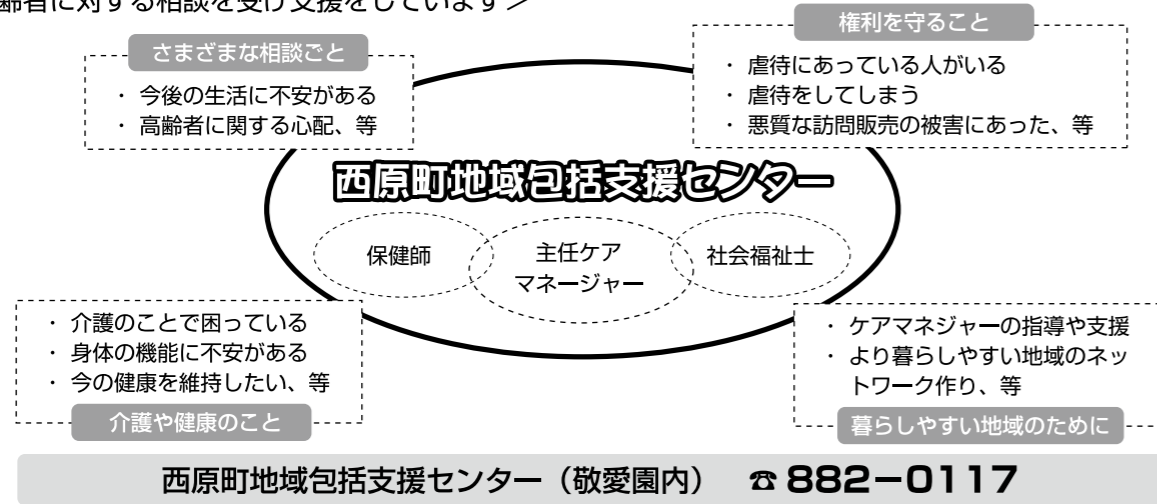 齢者に対する相談を受け支援をしています＞
さまざまな相談ごと
・ 今後の生活に不安がある
・ 高齢者に関する心配、等
権利を守ること
・ 虐待にあっている人がいる
・ 虐待をしてしまう
・ 悪質な訪問販売の被害にあった、等
西原町地域包括支援センター
保健師
主任ケア
マネージャー
社会福祉士
・ 介護のことで困っている
・ 身体の機能に不安がある
・ 今の健康を維持したい、等
介護や健康のこと
・ ケアマネジャーの指導や支援
・ より暮らしやすい地域のネッ
トワーク作り、等
暮らしやすい地域のために
西原町地域包括支援センター（敬愛園内） ☎ 882－0117